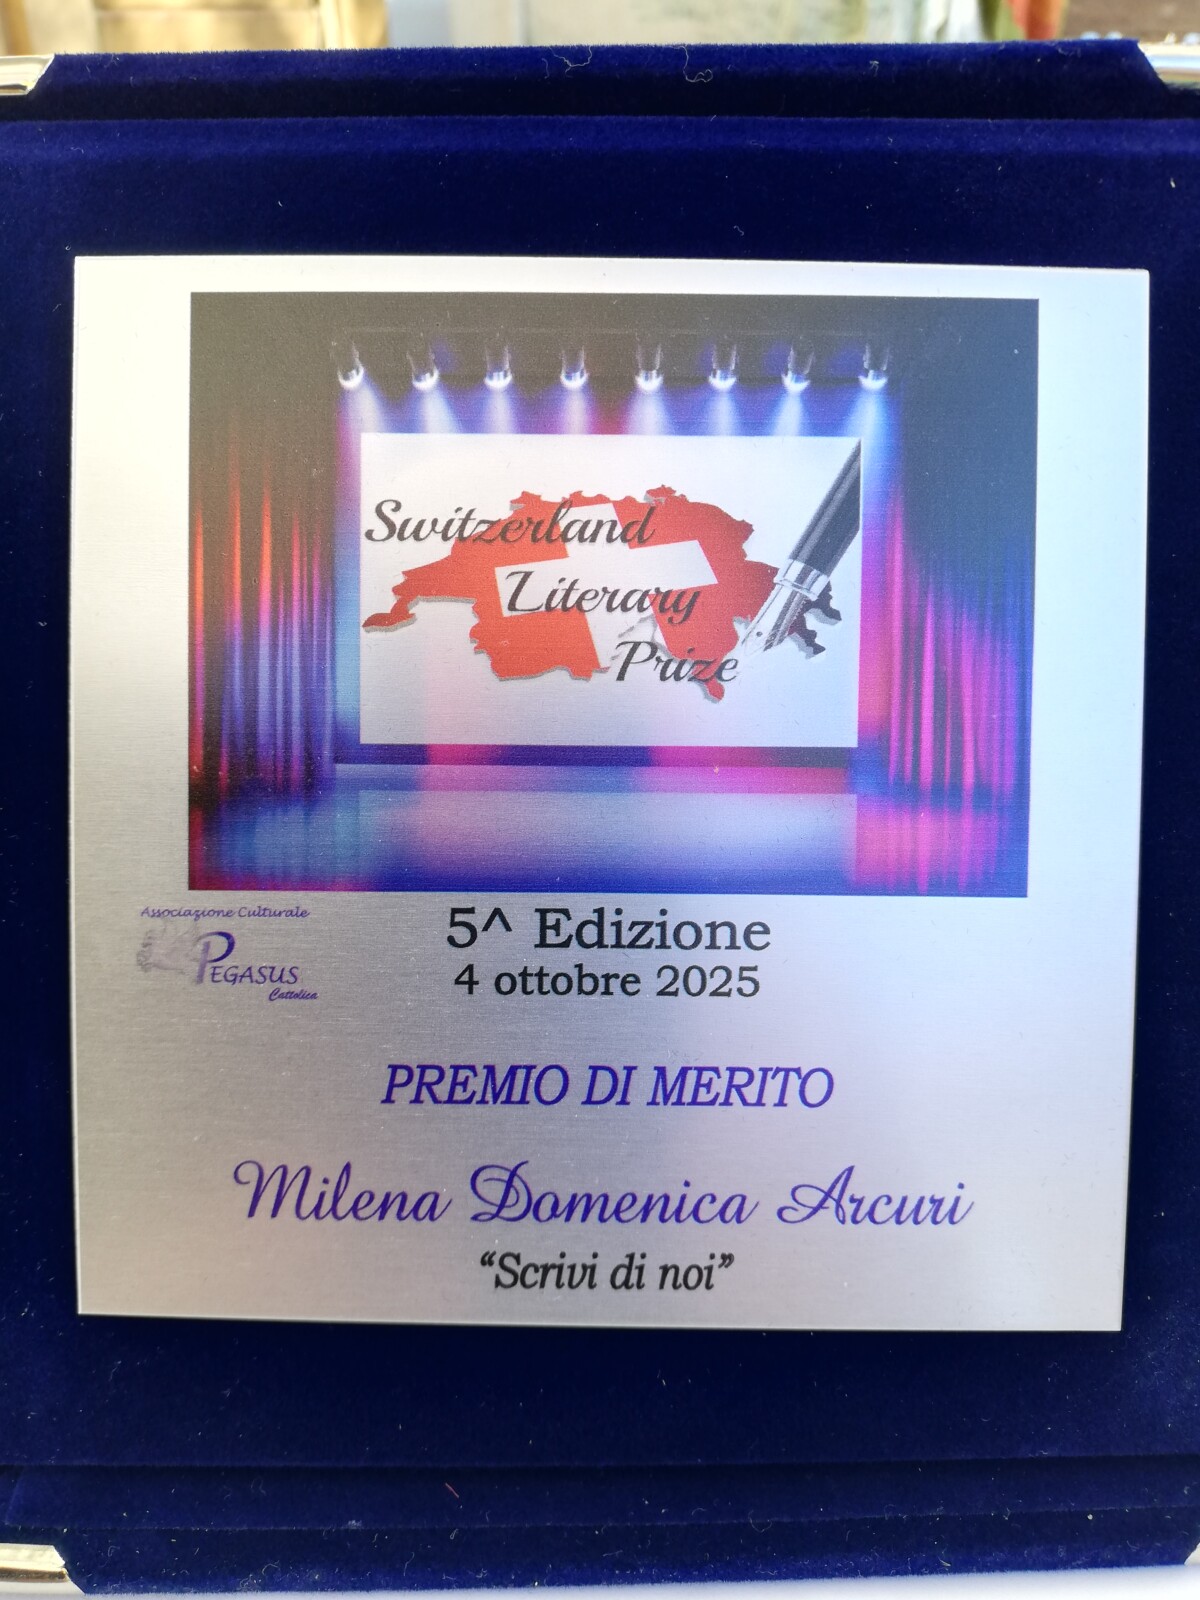 Switzerland
Literary
Prize
Associazione Culturale
PEGASUS
Cattolica
5^ Edizione
4 ottobre 2025
PREMIO DI MERITO
Milena Domenica Arcuri
“Scrivi di noi”